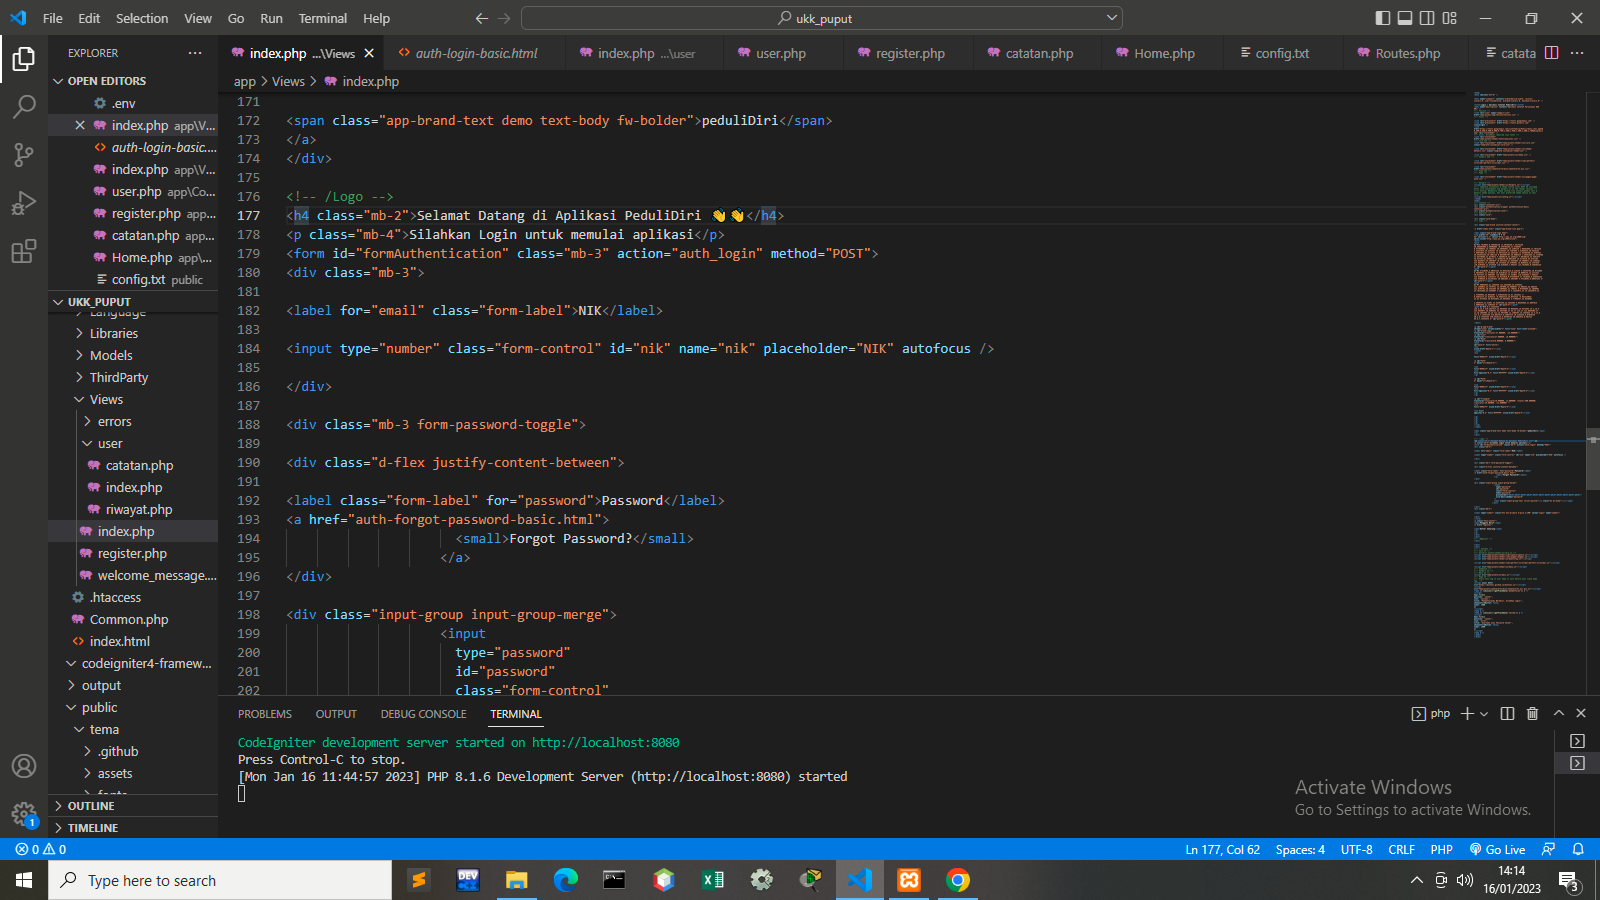 File Edit Selection View Go Run Terminal Help
ukk_puput
EXPLORER
index.php ...\Views
auth-login-basic.html
index.php ...\user
user.php
register.php
catatan.php
Home.php
config.txt
Routes.php
catata
OPEN EDITORS
.env
index.php app\V...
auth-login-basic....
index.php app\V...
user.php app\Co...
register.php app...
catatan.php app...
Home.php app\...
config.txt public
UKK_PUPUT
Language
Libraries
Models
ThirdParty
Views
errors
user
catatan.php
index.php
riwayat.php
index.php
register.php
welcome_message....
.htaccess
Common.php
index.html
codeigniter4-framew...
output
public
tema
.github
assets
fonts
OUTLINE
TIMELINE
app > Views > index.php
171
172 <span class="app-brand-text demo text-body fw-bolder">peduliDiri</span>
173 </a>
174 </div>
175
176 <!-- /Logo -->
177 <h4 class="mb-2">Selamat Datang di Aplikasi PeduliDiri 👋👋</h4>
178 <p class="mb-4">Silahkan Login untuk memulai aplikasi</p>
179 <form id="formAuthentication" class="mb-3" action="auth_login" method="POST">
180 <div class="mb-3">
181
182 <label for="email" class="form-label">NIK</label>
183
184 <input type="number" class="form-control" id="nik" name="nik" placeholder="NIK" autofocus />
185
186 </div>
187
188 <div class="mb-3 form-password-toggle">
189
190 <div class="d-flex justify-content-between">
191
192 <label class="form-label" for="password">Password</label>
193 <a href="auth-forgot-password-basic.html">
194 <small>Forgot Password?</small>
195 </a>
196 </div>
197
198 <div class="input-group input-group-merge">
199 <input
200 type="password"
201 id="password"
202 class="form-control"
PROBLEMS OUTPUT DEBUG CONSOLE TERMINAL
php
CodeIgniter development server started on http://localhost:8080
Press Control-C to stop.
[Mon Jan 16 11:44:57 2023] PHP 8.1.6 Development Server (http://localhost:8080) started
Activate Windows
Go to Settings to activate Windows.
1
0 0
Ln 177, Col 62 Spaces: 4 UTF-8 CRLF PHP Go Live
Type here to search
DEV
14:14
16/01/2023
3